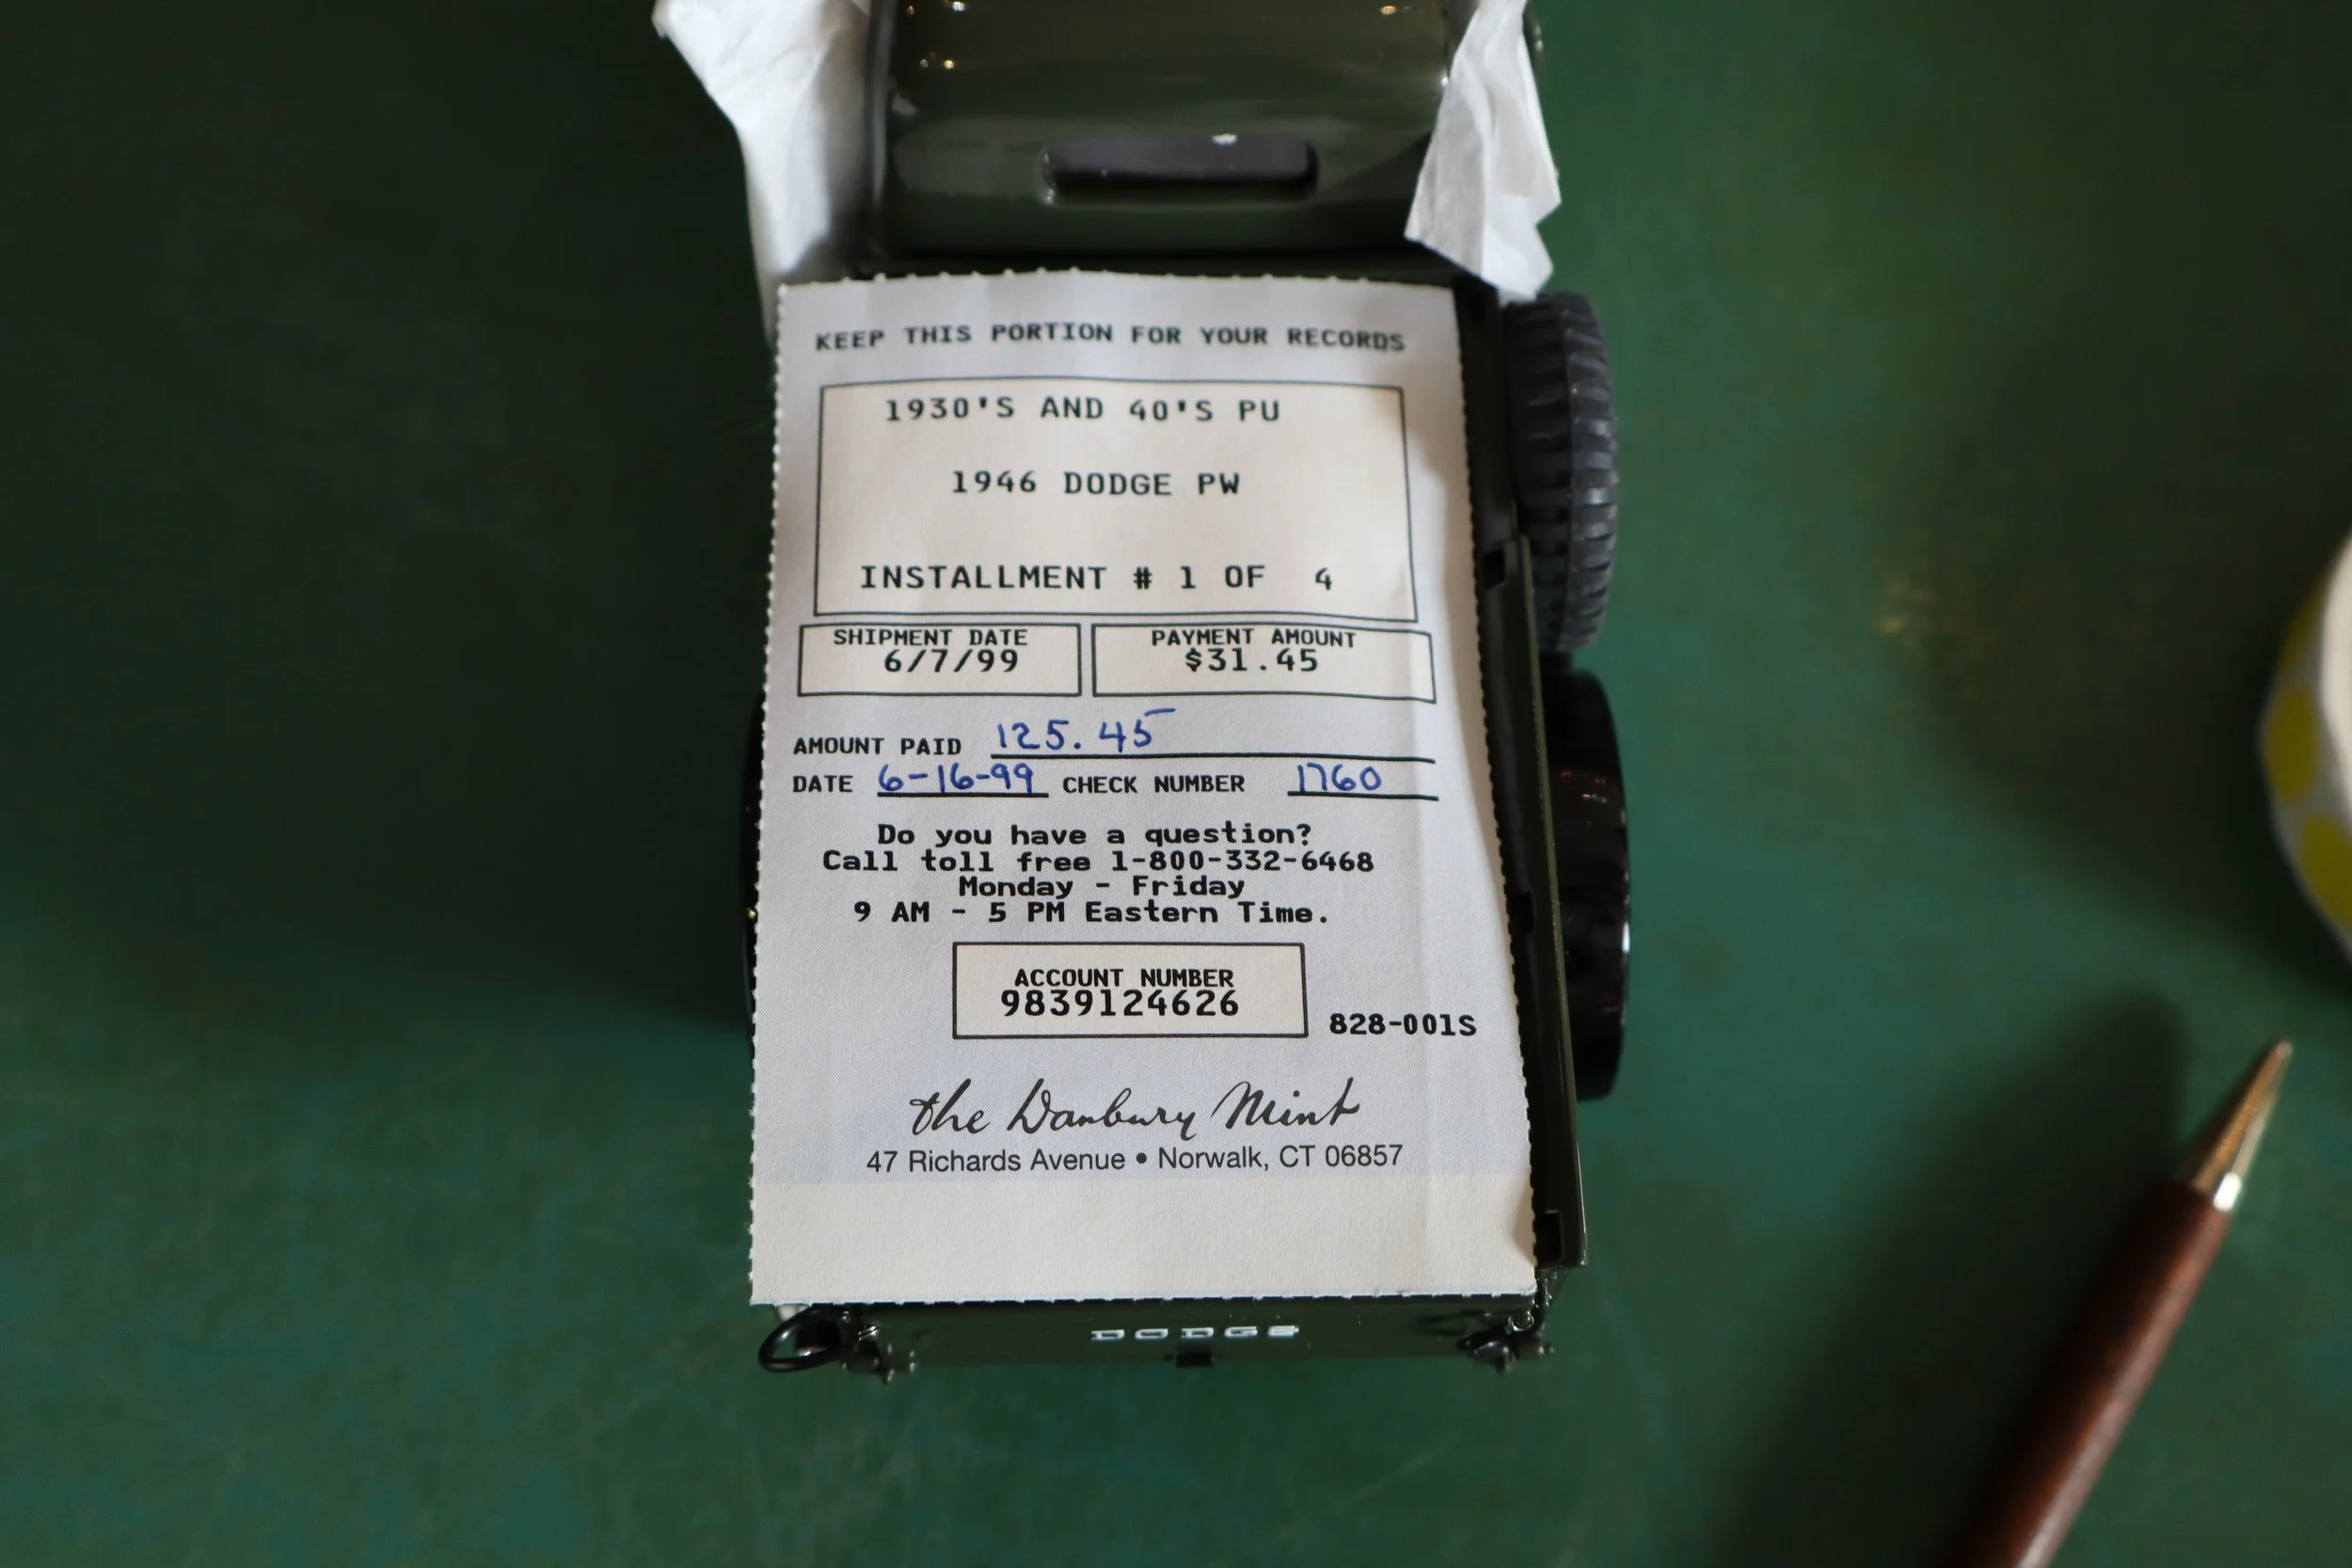 KEEP THIS PORTION FOR YOUR RECORDS
1930'S AND 40'S PU
1946 DODGE PW
INSTALLMENT # 1 OF 4
SHIPMENT DATE
6/7/99
PAYMENT AMOUNT
$31.45
AMOUNT PAID 125.45
DATE 6-16-99 CHECK NUMBER 1760
Do you have a question?
Call toll free 1-800-332-6468
Monday - Friday
9 AM - 5 PM Eastern Time.
ACCOUNT NUMBER
9839124626
828-001S
the Danbury Mint
47 Richards Avenue • Norwalk, CT 06857
DODGE